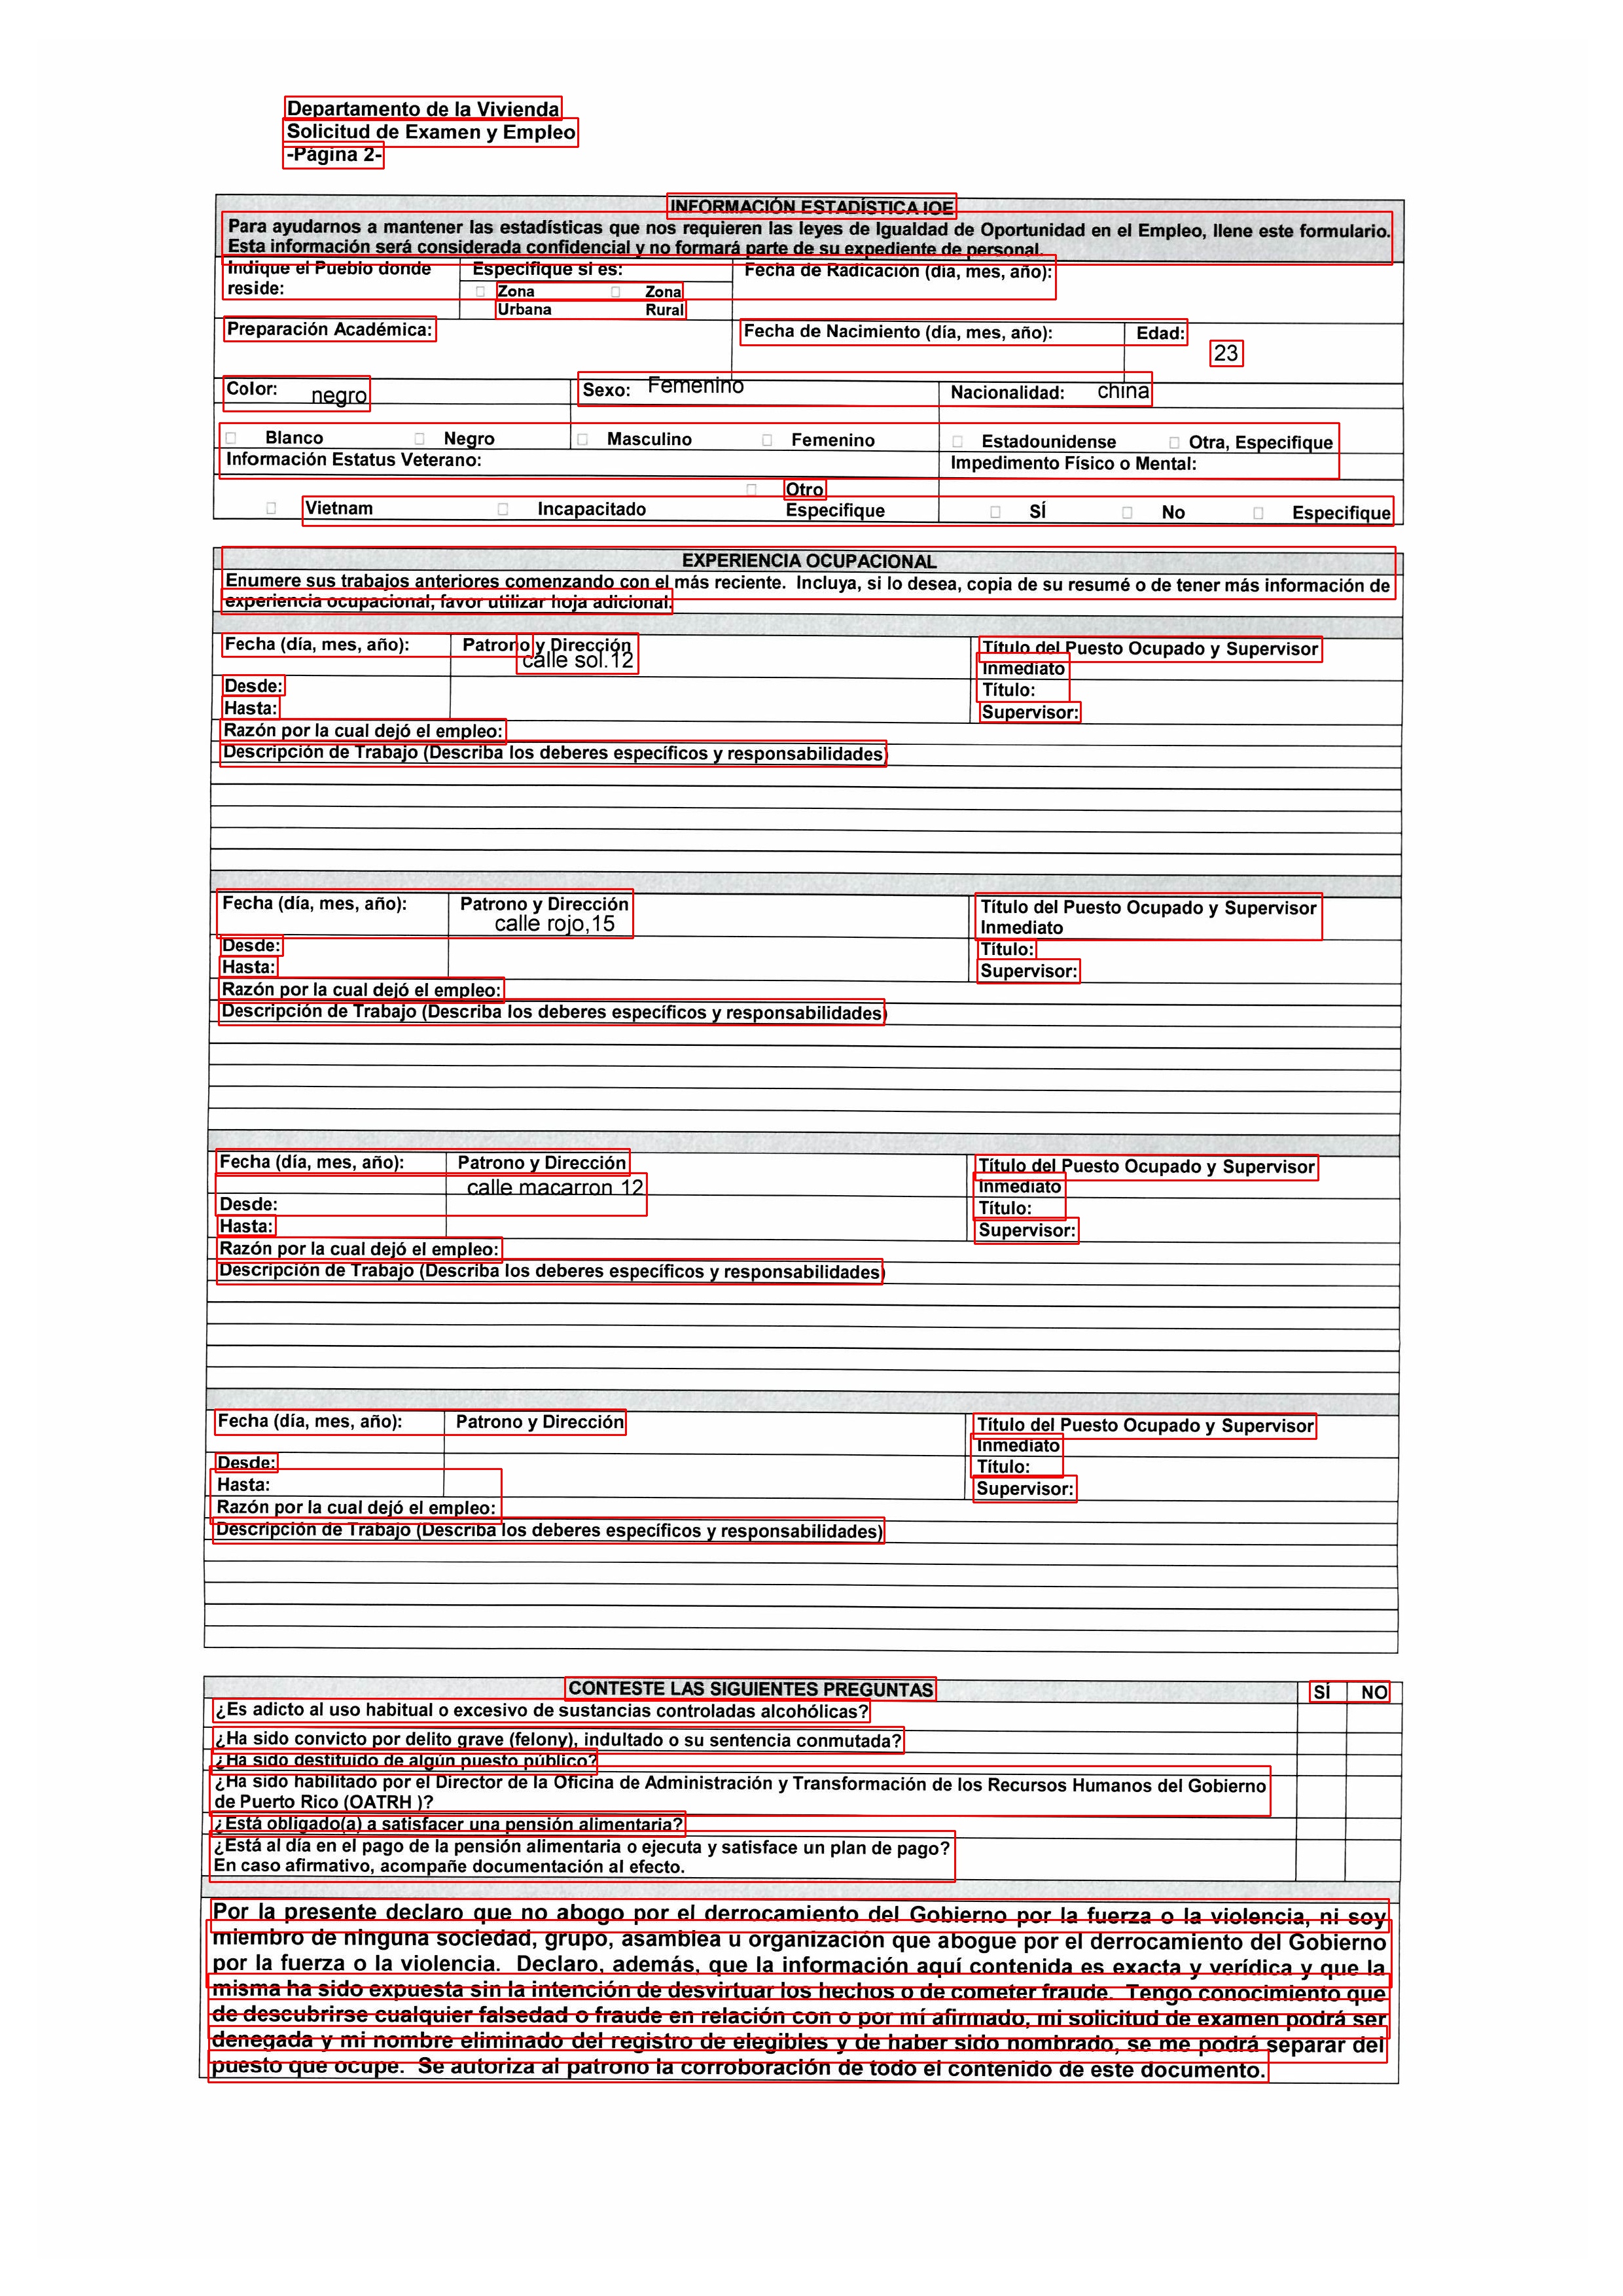 Departamento de la Vivienda
Solicitud de Examen y Empleo
-Página 2-
INFORMACIÓN ESTADÍSTICA IOE
Para ayudarnos a mantener las estadísticas que nos requieren las leyes de Igualdad de Oportunidad en el Empleo, llene este formulario.
Esta información será considerada confidencial y no formará parte de su expediente de personal.
Indique el Pueblo donde Especifique si es: Fecha de Radicación (día, mes, año):
reside:
Zona Zona
Urbana Rural
Preparación Académica: Fecha de Nacimiento (día, mes, año): Edad:
23
Color: negro Sexo: Femenino Nacionalidad: china
Blanco Negro Masculino Femenino Estadounidense Otra, Especifique
Información Estatus Veterano: Impedimento Físico o Mental:
Otro
Vietnam Incapacitado Especifique SÍ No Especifique
EXPERIENCIA OCUPACIONAL
Enumere sus trabajos anteriores comenzando con el más reciente. Incluya, si lo desea, copia de su resumé o de tener más información de
experiencia ocupacional, favor utilizar hoja adicional.
Fecha (día, mes, año): Patrono y Dirección Título del Puesto Ocupado y Supervisor
calle sol.12 Inmediato
Desde: Título:
Hasta: Supervisor:
Razón por la cual dejó el empleo:
Descripción de Trabajo (Describa los deberes específicos y responsabilidades)
Fecha (día, mes, año): Patrono y Dirección Título del Puesto Ocupado y Supervisor
calle rojo,15 Inmediato
Desde: Título:
Hasta: Supervisor:
Razón por la cual dejó el empleo:
Descripción de Trabajo (Describa los deberes específicos y responsabilidades)
Fecha (día, mes, año): Patrono y Dirección Título del Puesto Ocupado y Supervisor
calle macarron 12 Inmediato
Desde: Título:
Hasta: Supervisor:
Razón por la cual dejó el empleo:
Descripción de Trabajo (Describa los deberes específicos y responsabilidades)
Fecha (día, mes, año): Patrono y Dirección Título del Puesto Ocupado y Supervisor
Inmediato
Desde: Título:
Hasta: Supervisor:
Razón por la cual dejó el empleo:
Descripción de Trabajo (Describa los deberes específicos y responsabilidades)
CONTESTE LAS SIGUIENTES PREGUNTAS SÍ NO
¿Es adicto al uso habitual o excesivo de sustancias controladas alcohólicas?
¿Ha sido convicto por delito grave (felony), indultado o su sentencia conmutada?
¿Ha sido destituido de algún puesto público?
¿Ha sido habilitado por el Director de la Oficina de Administración y Transformación de los Recursos Humanos del Gobierno
de Puerto Rico (OATRH )?
¿Está obligado(a) a satisfacer una pensión alimentaria?
¿Está al día en el pago de la pensión alimentaria o ejecuta y satisface un plan de pago?
En caso afirmativo, acompañe documentación al efecto.
Por la presente declaro que no abogo por el derrocamiento del Gobierno por la fuerza o la violencia, ni soy
miembro de ninguna sociedad, grupo, asamblea u organización que abogue por el derrocamiento del Gobierno
por la fuerza o la violencia. Declaro, además, que la información aquí contenida es exacta y verídica y que la
misma ha sido expuesta sin la intención de desvirtuar los hechos o de cometer fraude. Tengo conocimiento que
de descubrirse cualquier falsedad o fraude en relación con o por mí afirmado, mi solicitud de examen podrá ser
denegada y mi nombre eliminado del registro de elegibles y de haber sido nombrado, se me podrá separar del
puesto que ocupe. Se autoriza al patrono la corroboración de todo el contenido de este documento.